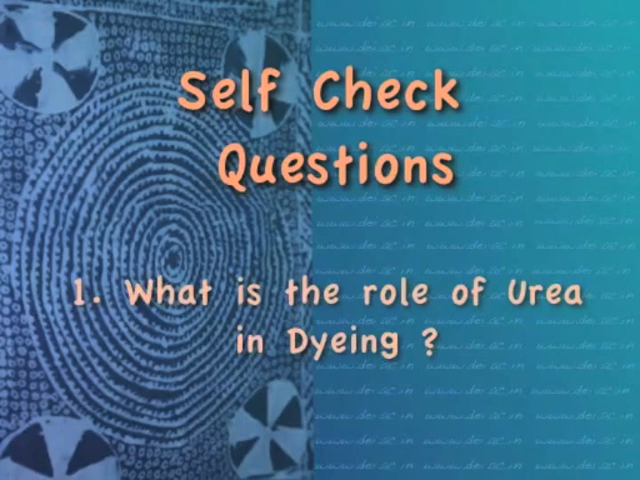 Self Check
Questions
1. What is the role of Urea
in Dyeing ?